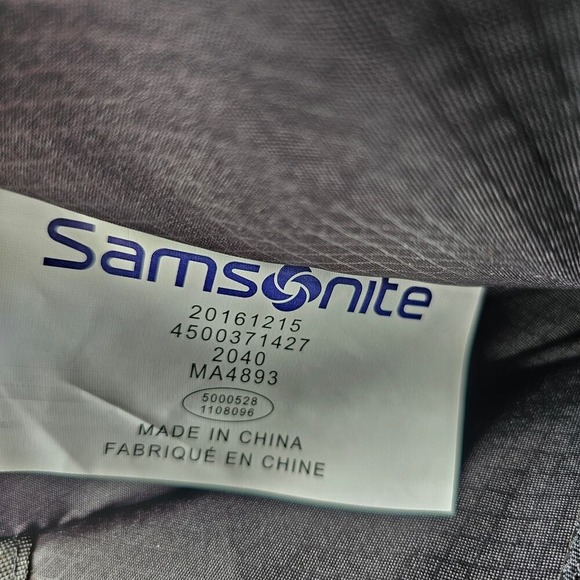 Samsonite
20161215
4500371427
2040
MA4893
5000528
1108096
MADE IN CHINA
FABRIQUÉ EN CHINE